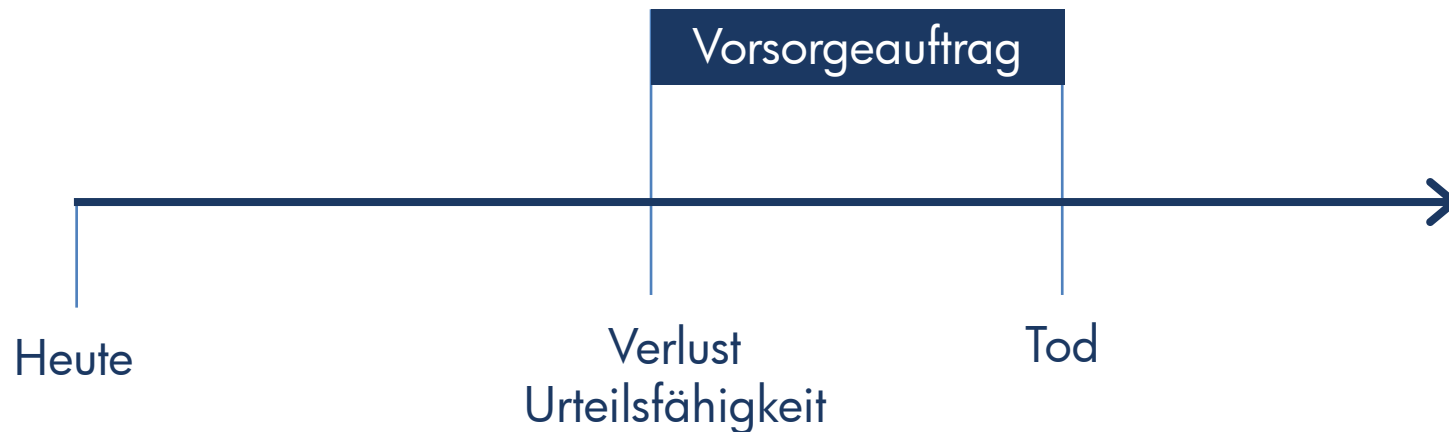 Vorsorgeauftrag
Heute
Verlust
Urteilsfähigkeit
Tod